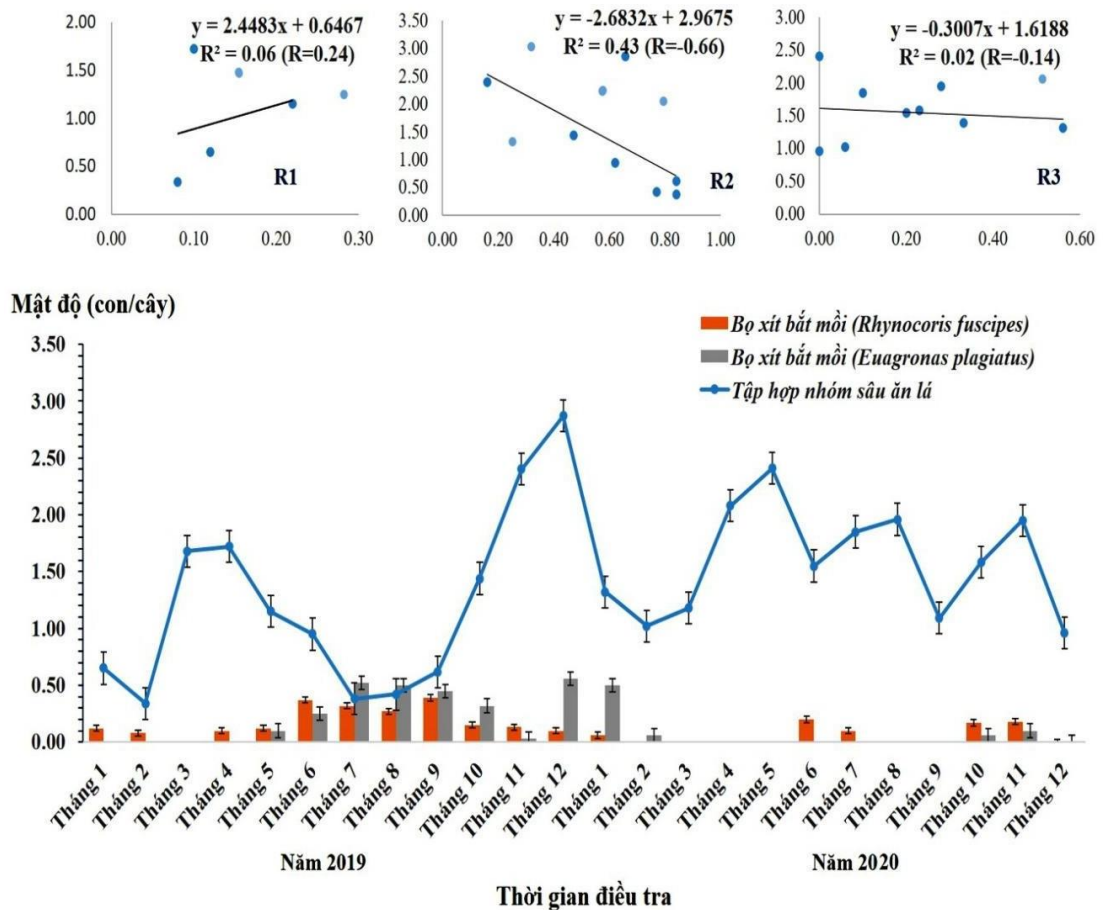 y = 2.4483x + 0.6467
R² = 0.06 (R=0.24)
2.00
1.50
1.00
0.50
0.00
R1
0.00 0.10 0.20 0.30
y = -2.6832x + 2.9675
R² = 0.43 (R=-0.66)
3.50
3.00
2.50
2.00
1.50
1.00
0.50
0.00
R2
0.00 0.20 0.40 0.60 0.80 1.00
y = -0.3007x + 1.6188
R² = 0.02 (R=-0.14)
3.00
2.50
2.00
1.50
1.00
0.50
0.00
R3
0.00 0.20 0.40 0.60
Mật độ (con/cây)
Bọ xít bắt mồi (Rhynocoris fuscipes)
Bọ xít bắt mồi (Euagronas plagiatus)
Tập hợp nhóm sâu ăn lá
3.50
3.00
2.50
2.00
1.50
1.00
0.50
0.00
Tháng 1 Tháng 2 Tháng 3 Tháng 4 Tháng 5 Tháng 6 Tháng 7 Tháng 8 Tháng 9 Tháng 10 Tháng 11 Tháng 12 Tháng 1 Tháng 2 Tháng 3 Tháng 4 Tháng 5 Tháng 6 Tháng 7 Tháng 8 Tháng 9 Tháng 10 Tháng 11 Tháng 12
Năm 2019 Năm 2020
Thời gian điều tra